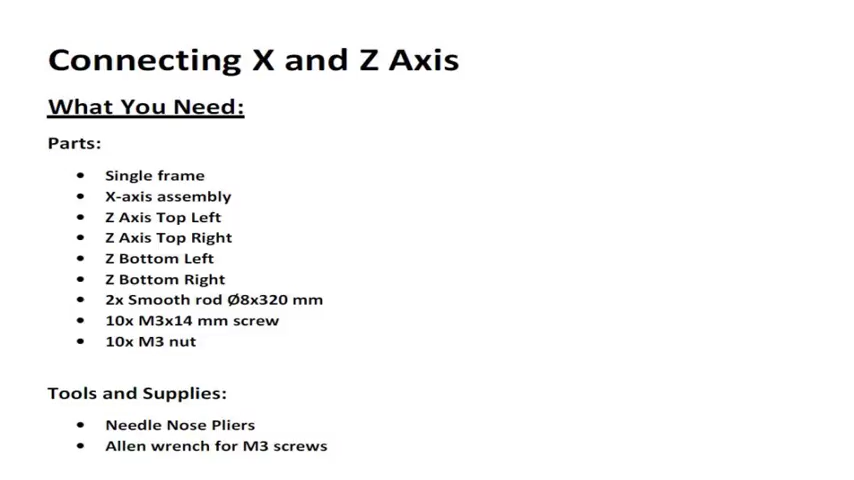 Connecting X and Z Axis
What You Need:
Parts:
• Single frame
• X-axis assembly
• Z Axis Top Left
• Z Axis Top Right
• Z Bottom Left
• Z Bottom Right
• 2x Smooth rod Ø8x320 mm
• 10x M3x14 mm screw
• 10x M3 nut
Tools and Supplies:
• Needle Nose Pliers
• Allen wrench for M3 screws